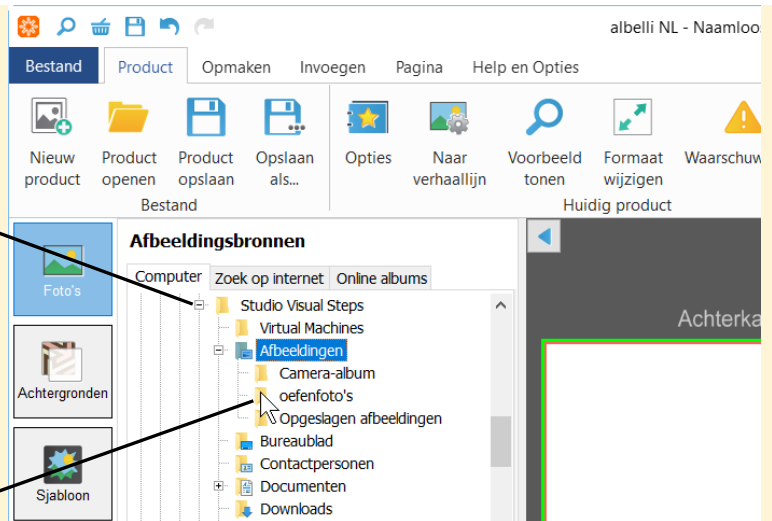 albelli NL - Naamloo
Bestand Product Opmaken Invoegen Pagina Help en Opties
Nieuw product
Product openen
Product opslaan
Opslaan als...
Opties
Naar verhaallijn
Voorbeeld tonen
Formaat wijzigen
Waarschuw
Bestand
Huidig product
Foto's
Achtergronden
Sjabloon
Afbeeldingsbronnen
Computer Zoek op internet Online albums
Studio Visual Steps
Virtual Machines
Afbeeldingen
Camera-album
oefenfoto's
Opgeslagen afbeeldingen
Bureaublad
Contactpersonen
Documenten
Downloads
Achterka